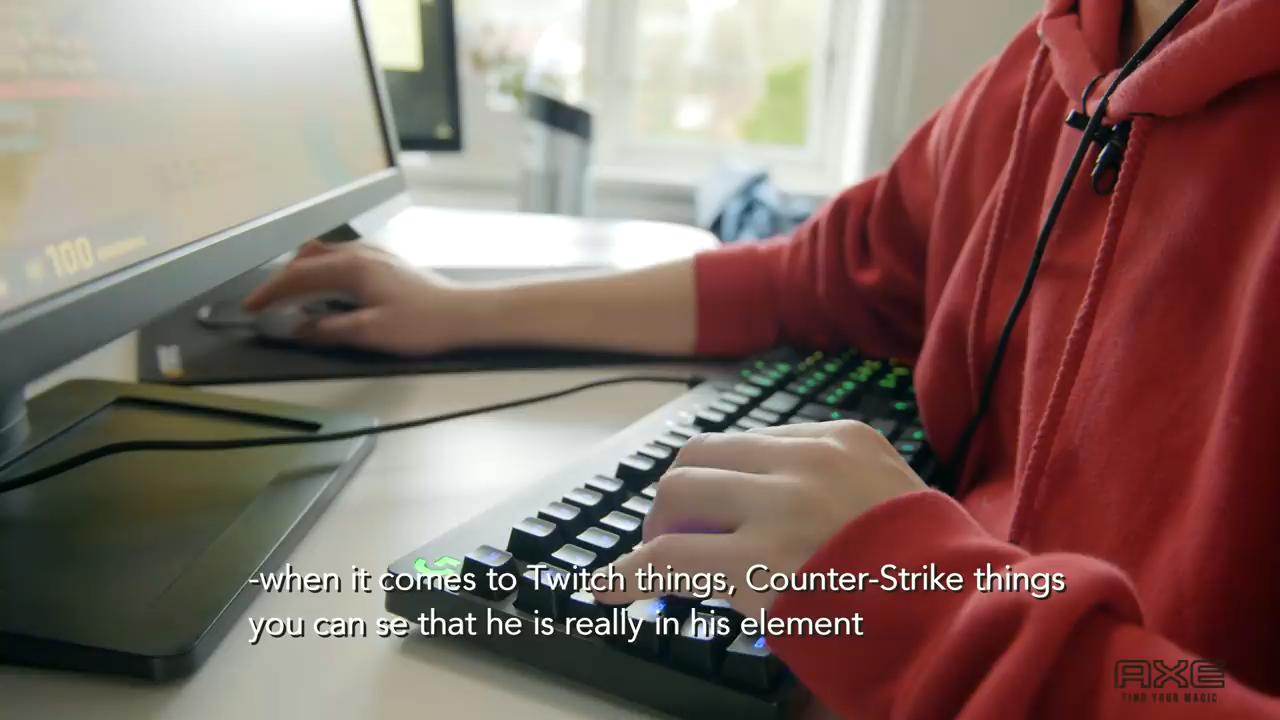 100
-when it comes to Twitch things, Counter-Strike things
you can se that he is really in his element
AXE
FIND YOUR MAGIC